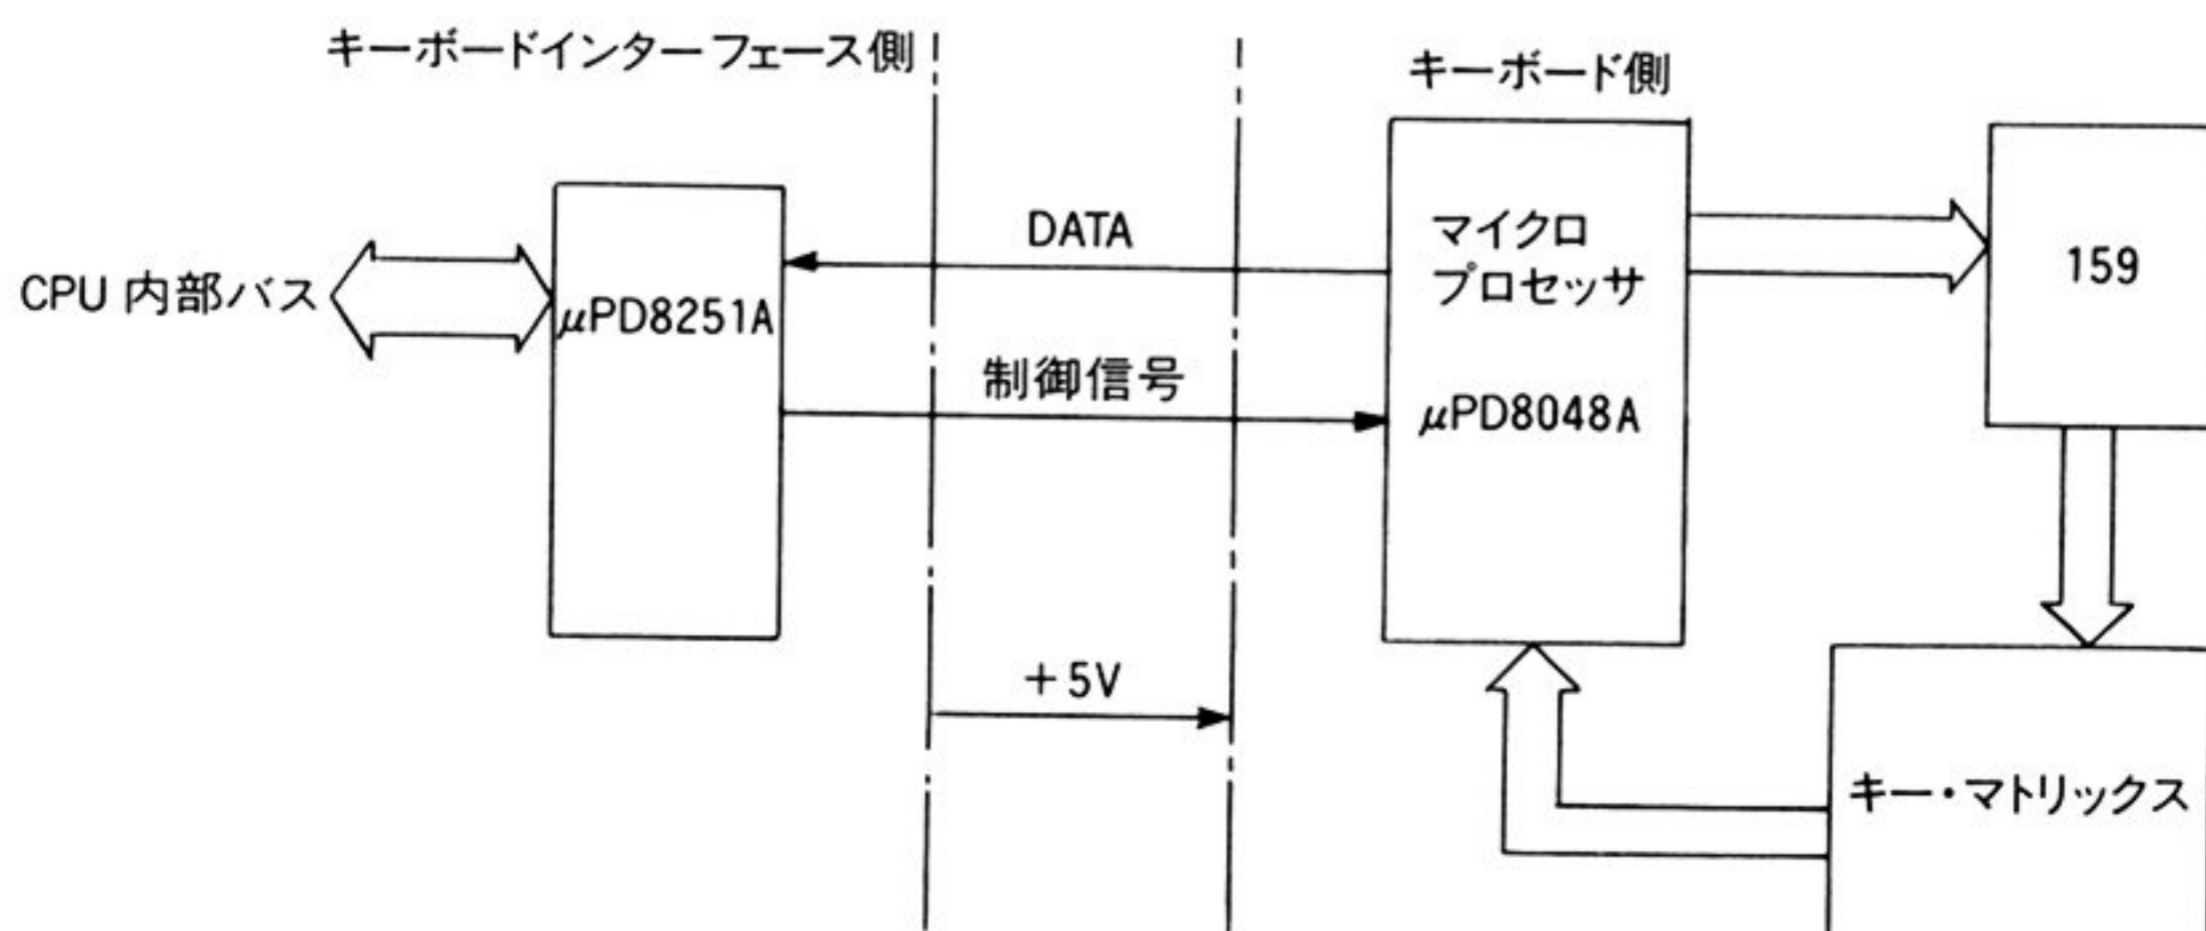 キーボードインターフェース側
キーボード側
CPU 内部バス
μPD8251A
DATA
制御信号
+5V
マイクロ
プロセッサ
μPD8048A
159
キー・マトリックス